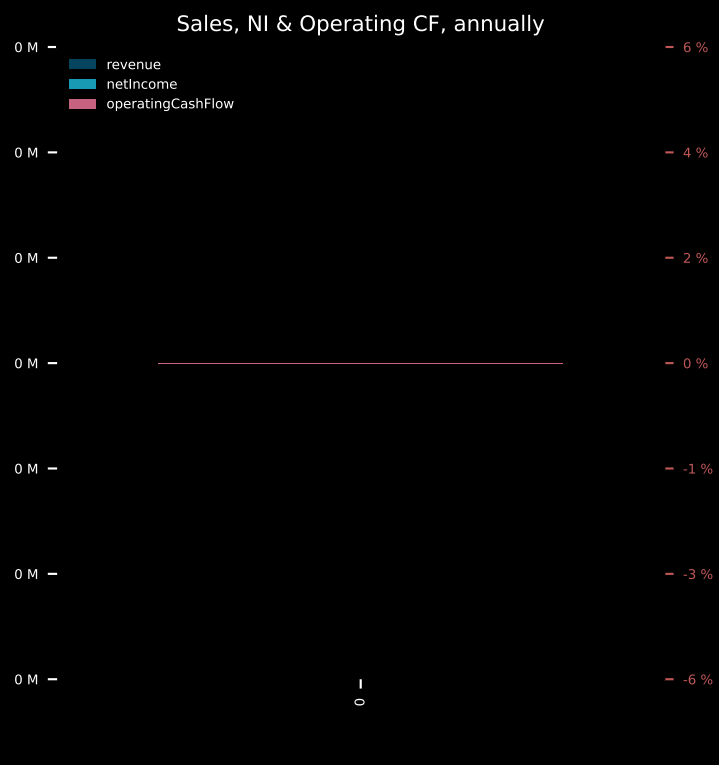 Sales, NI & Operating CF, annually
0 M
6 %
revenue
netIncome
operatingCashFlow
0 M
4 %
0 M
2 %
0 M
0 %
0 M
-1 %
0 M
-3 %
0 M
-6 %
0